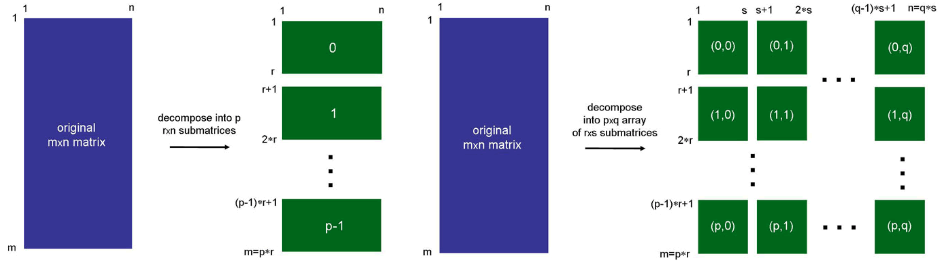 1 n
1
original
mxn matrix
m
decompose into p
rxn submatrices
1 n
1
0
r
r+1
1
2*r
(p-1)*r+1
p-1
m=p*r
1 n
1
original
mxn matrix
m
decompose
into pxq array
of rxs submatrices
1 s s+1 2*s (q-1)*s+1 n=q*s
1
(0,0) (0,1) (0,q)
r
r+1
(1,0) (1,1) (1,q)
2*r
(p-1)*r+1
(p,0) (p,1) (p,q)
m=p*r